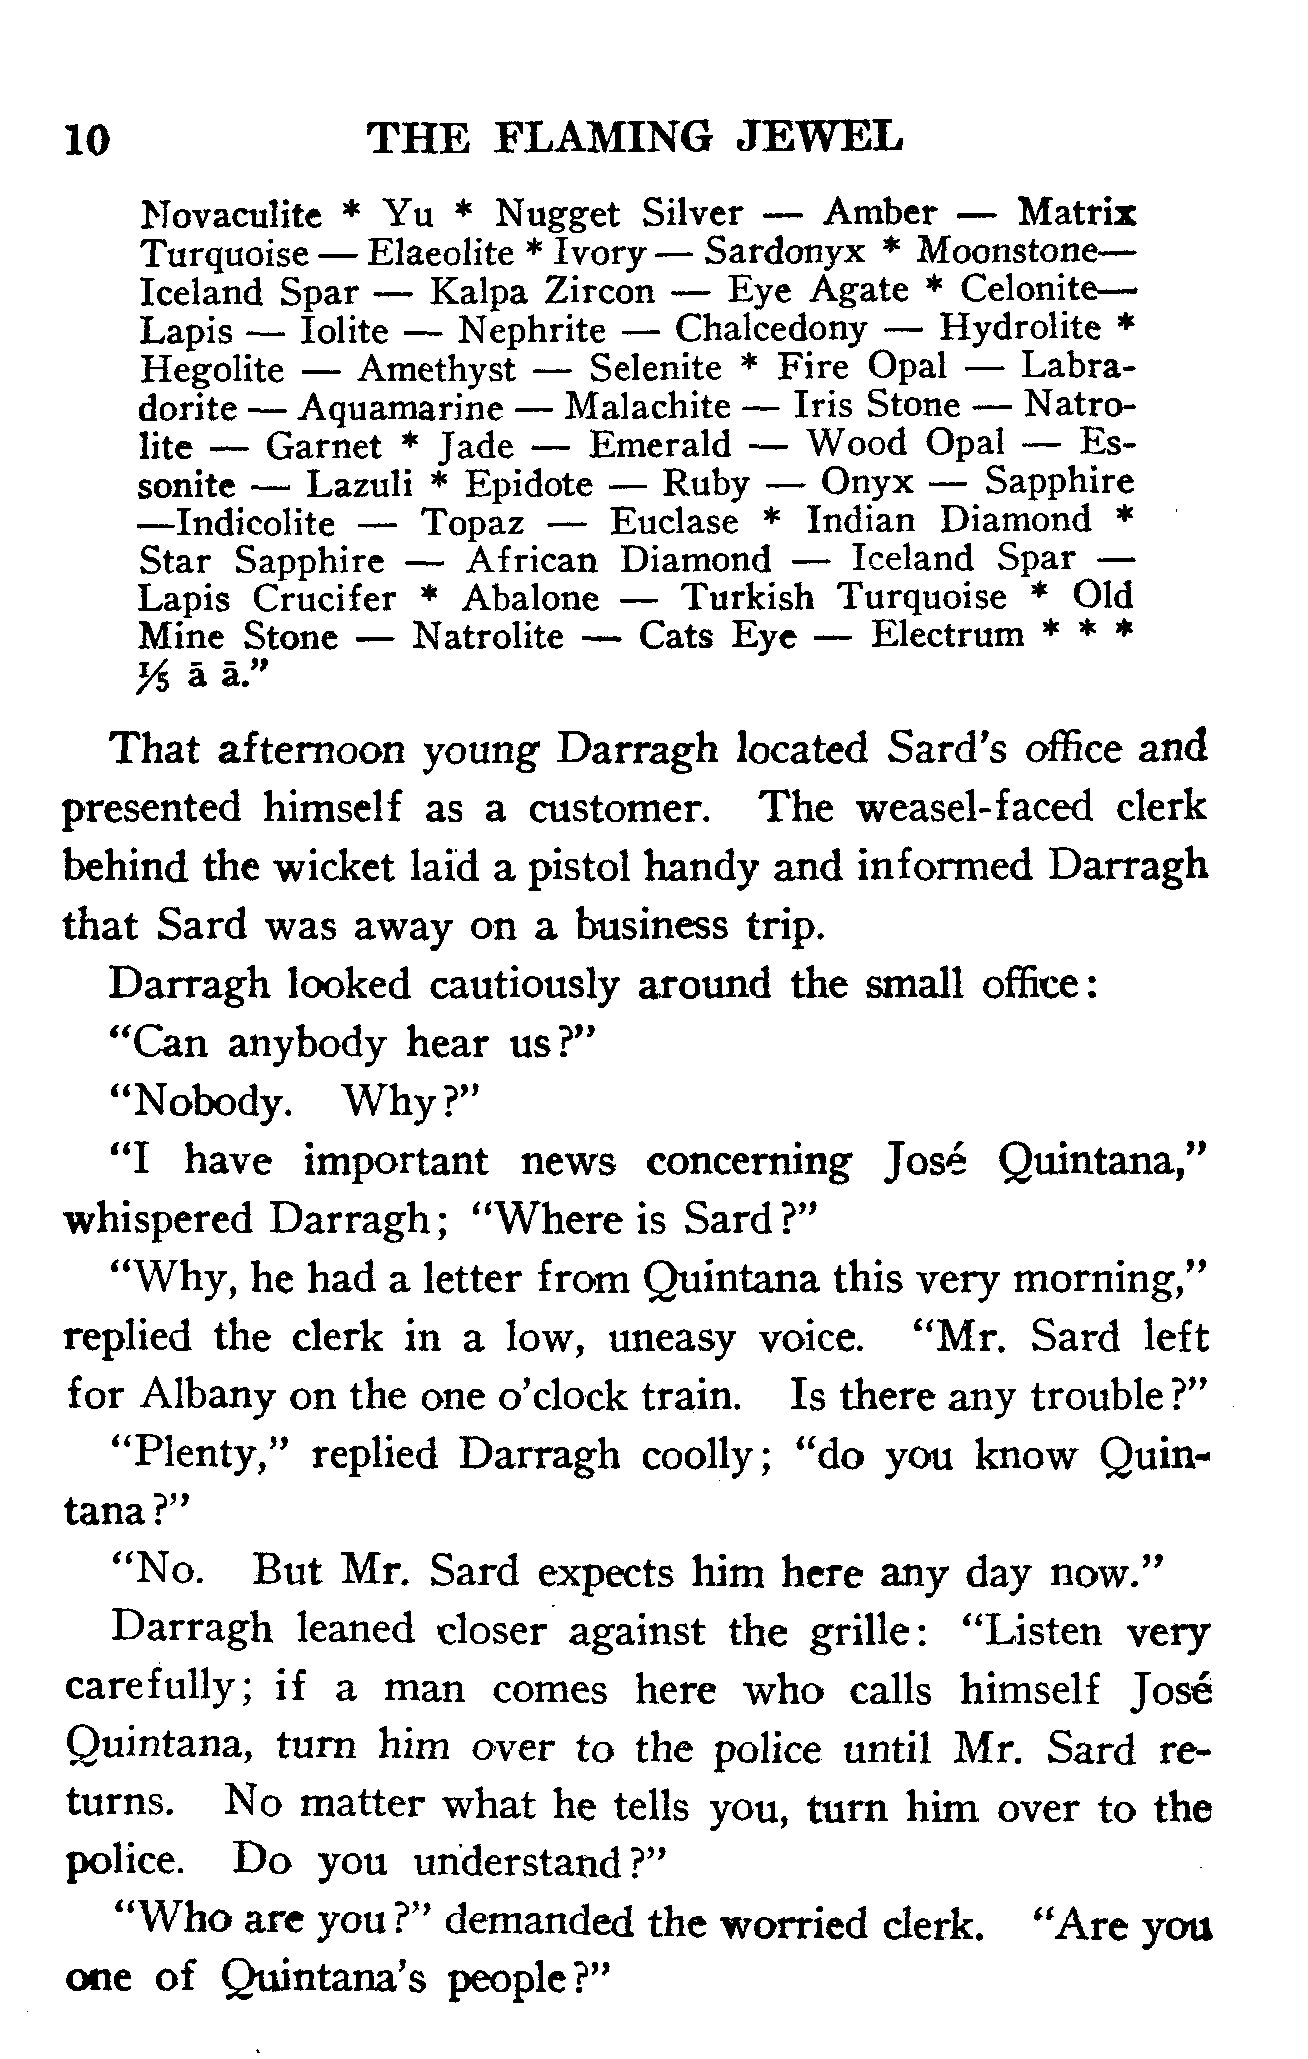 10 THE FLAMING JEWEL
Novaculite * Yu * Nugget Silver — Amber — Matrix
Turquoise — Elaeolite * Ivory — Sardonyx * Moonstone—
Iceland Spar — Kalpa Zircon — Eye Agate * Celonite—
Lapis — Iolite — Nephrite — Chalcedony — Hydrolite *
Hegolite — Amethyst — Selenite * Fire Opal — Labra-
dorite — Aquamarine — Malachite — Iris Stone — Natro-
lite — Garnet * Jade — Emerald — Wood Opal — Es-
sonite — Lazuli * Epidote — Ruby — Onyx — Sapphire
—Indicolite — Topaz — Euclase * Indian Diamond *
Star Sapphire — African Diamond — Iceland Spar —
Lapis Crucifer * Abalone — Turkish Turquoise * Old
Mine Stone — Natrolite — Cats Eye — Electrum * * *
⅕ ā ā.”
That afternoon young Darragh located Sard's office and
presented himself as a customer. The weasel-faced clerk
behind the wicket laid a pistol handy and informed Darragh
that Sard was away on a business trip.
Darragh looked cautiously around the small office:
“Can anybody hear us?”
“Nobody. Why?”
“I have important news concerning José Quintana,”
whispered Darragh; “Where is Sard?”
“Why, he had a letter from Quintana this very morning,”
replied the clerk in a low, uneasy voice. “Mr. Sard left
for Albany on the one o'clock train. Is there any trouble?”
“Plenty,” replied Darragh coolly; “do you know Quin-
tana?”
“No. But Mr. Sard expects him here any day now.”
Darragh leaned closer against the grille: “Listen very
carefully; if a man comes here who calls himself José
Quintana, turn him over to the police until Mr. Sard re-
turns. No matter what he tells you, turn him over to the
police. Do you understand?”
“Who are you?” demanded the worried clerk. “Are you
one of Quintana's people?”